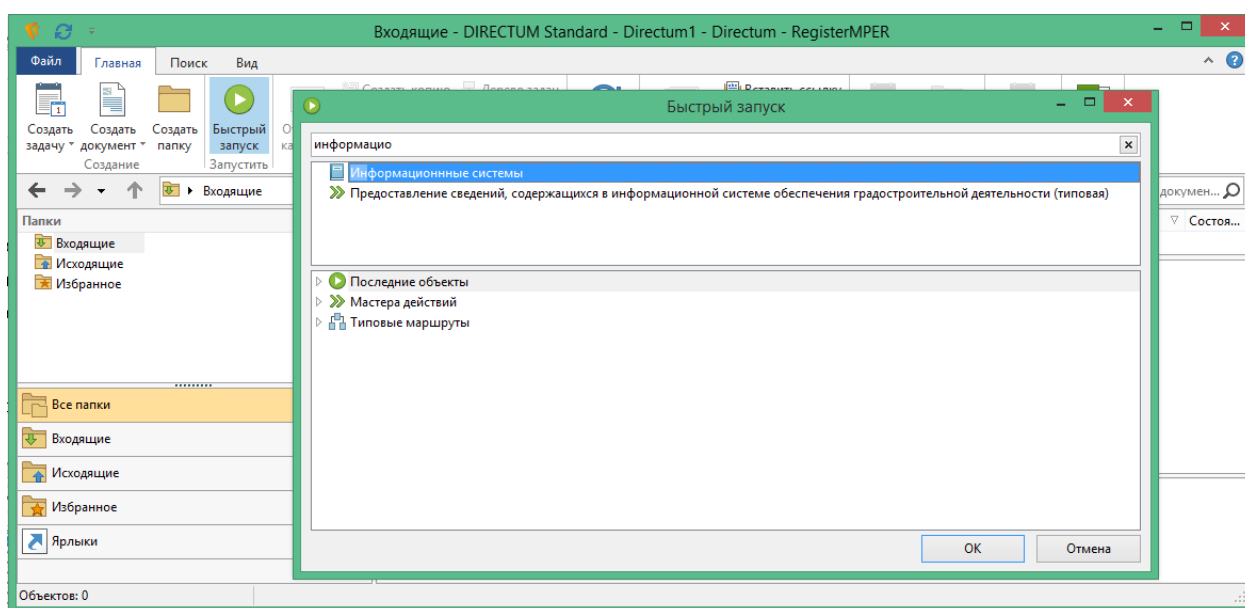 Входящие - DIRECTUM Standard - Directum1 - Directum - RegisterMPER
Файл Главная Поиск Вид
Создать задачу
Создать документ
Создать папку
Быстрый запуск
Создание
Запустить
Входящие
докумен...
Папки
Состоя...
Входящие
Исходящие
Избранное
Все папки
Входящие
Исходящие
Избранное
Ярлыки
Объектов: 0
Быстрый запуск
информацио
Информационнные системы
Предоставление сведений, содержащихся в информационной системе обеспечения градостроительной деятельности (типовая)
Последние объекты
Мастера действий
Типовые маршруты
ОК
Отмена